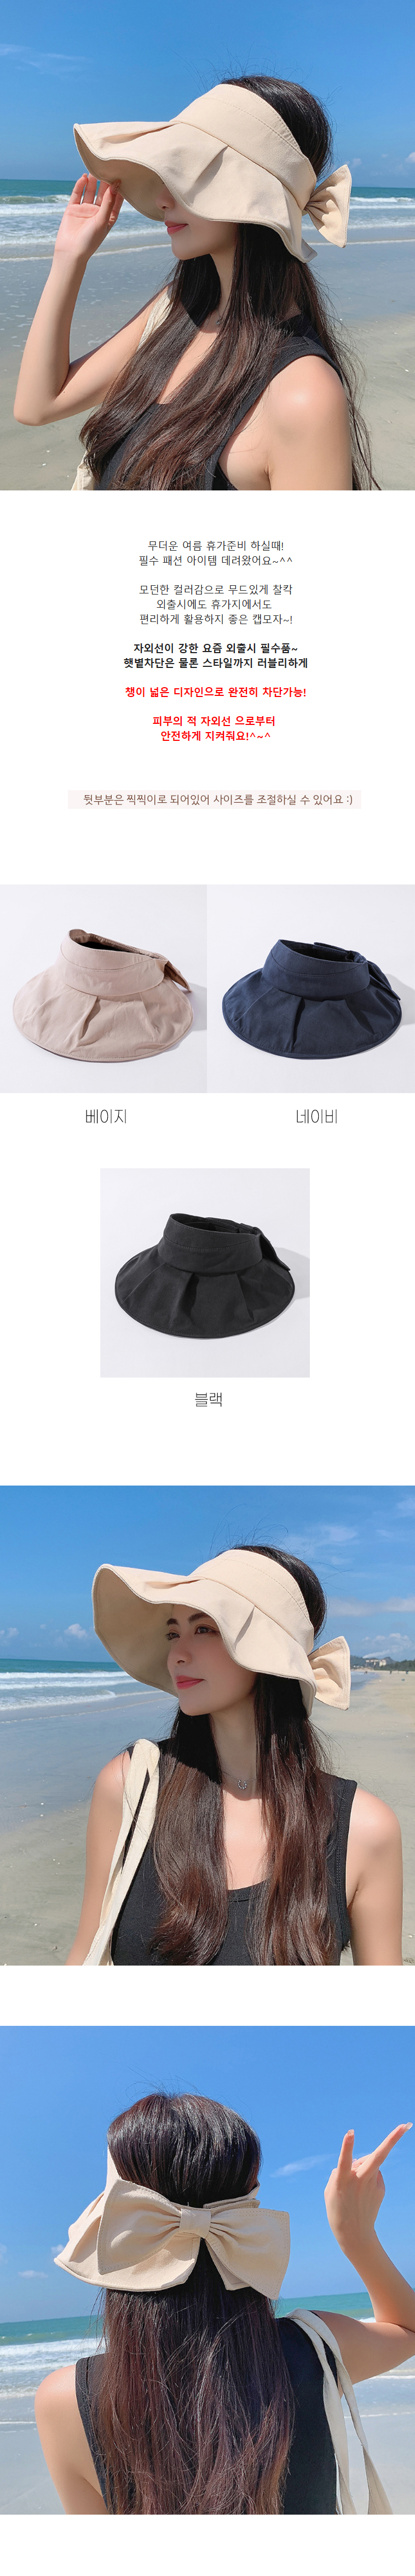 무더운 여름 휴가준비 하실때!
필수 패션 아이템 데려왔어요~^^
모던한 컬러감으로 무드있게 찰칵
외출시에도 휴가지에서도
편리하게 활용하지 좋은 캡모자~!
자외선이 강한 요즘 외출시 필수품~
햇볕차단은 물론 스타일까지 러블리하게
챙이 넓은 디자인으로 완전히 차단가능!
피부의 적 자외선 으로부터
안전하게 지켜줘요!^~^
뒷부분은 찍찍이로 되어있어 사이즈를 조절하실 수 있어요 :)
베이지
네이비
블랙